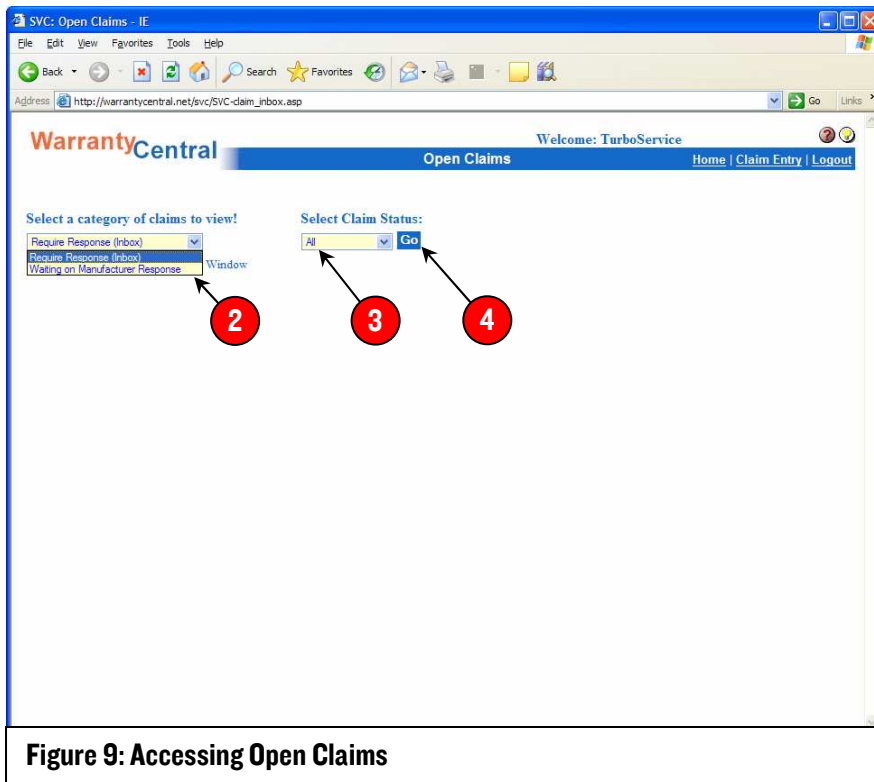 SVC: Open Claims - IE
File Edit View Favorites Tools Help
Back Search Favorites
Address http://warrantycentral.net/svc/SVC-claim_inbox.asp Go Links
WarrantyCentral
Welcome: TurboService
Open Claims
Home | Claim Entry | Logout
Select a category of claims to view! Select Claim Status:
Require Response (Inbox) All Go
Require Response (Inbox)
Waiting on Manufacturer Response Window
2 3 4
Figure 9: Accessing Open Claims